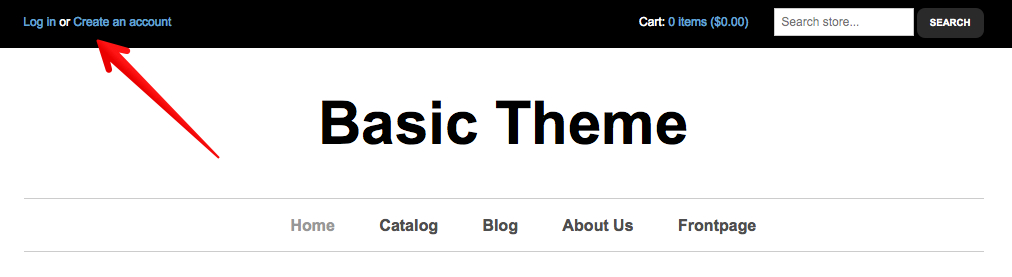 Log in or Create an account Cart: 0 items ($0.00) Search store... SEARCH
Basic Theme
Home Catalog Blog About Us Frontpage